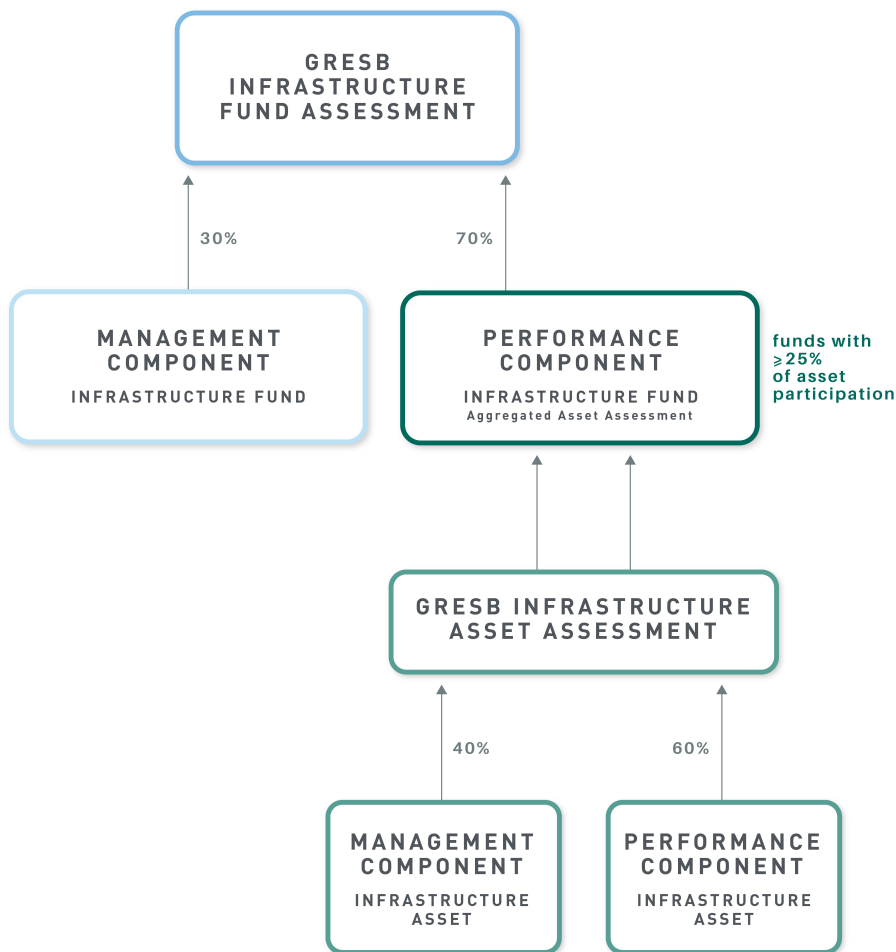 GRESB
INFRASTRUCTURE
FUND ASSESSMENT
30%
70%
MANAGEMENT
COMPONENT
INFRASTRUCTURE FUND
PERFORMANCE
COMPONENT
INFRASTRUCTURE FUND
Aggregated Asset Assessment
funds with
⩾25%
of asset
participation
GRESB INFRASTRUCTURE
ASSET ASSESSMENT
40%
60%
MANAGEMENT
COMPONENT
INFRASTRUCTURE
ASSET
PERFORMANCE
COMPONENT
INFRASTRUCTURE
ASSET